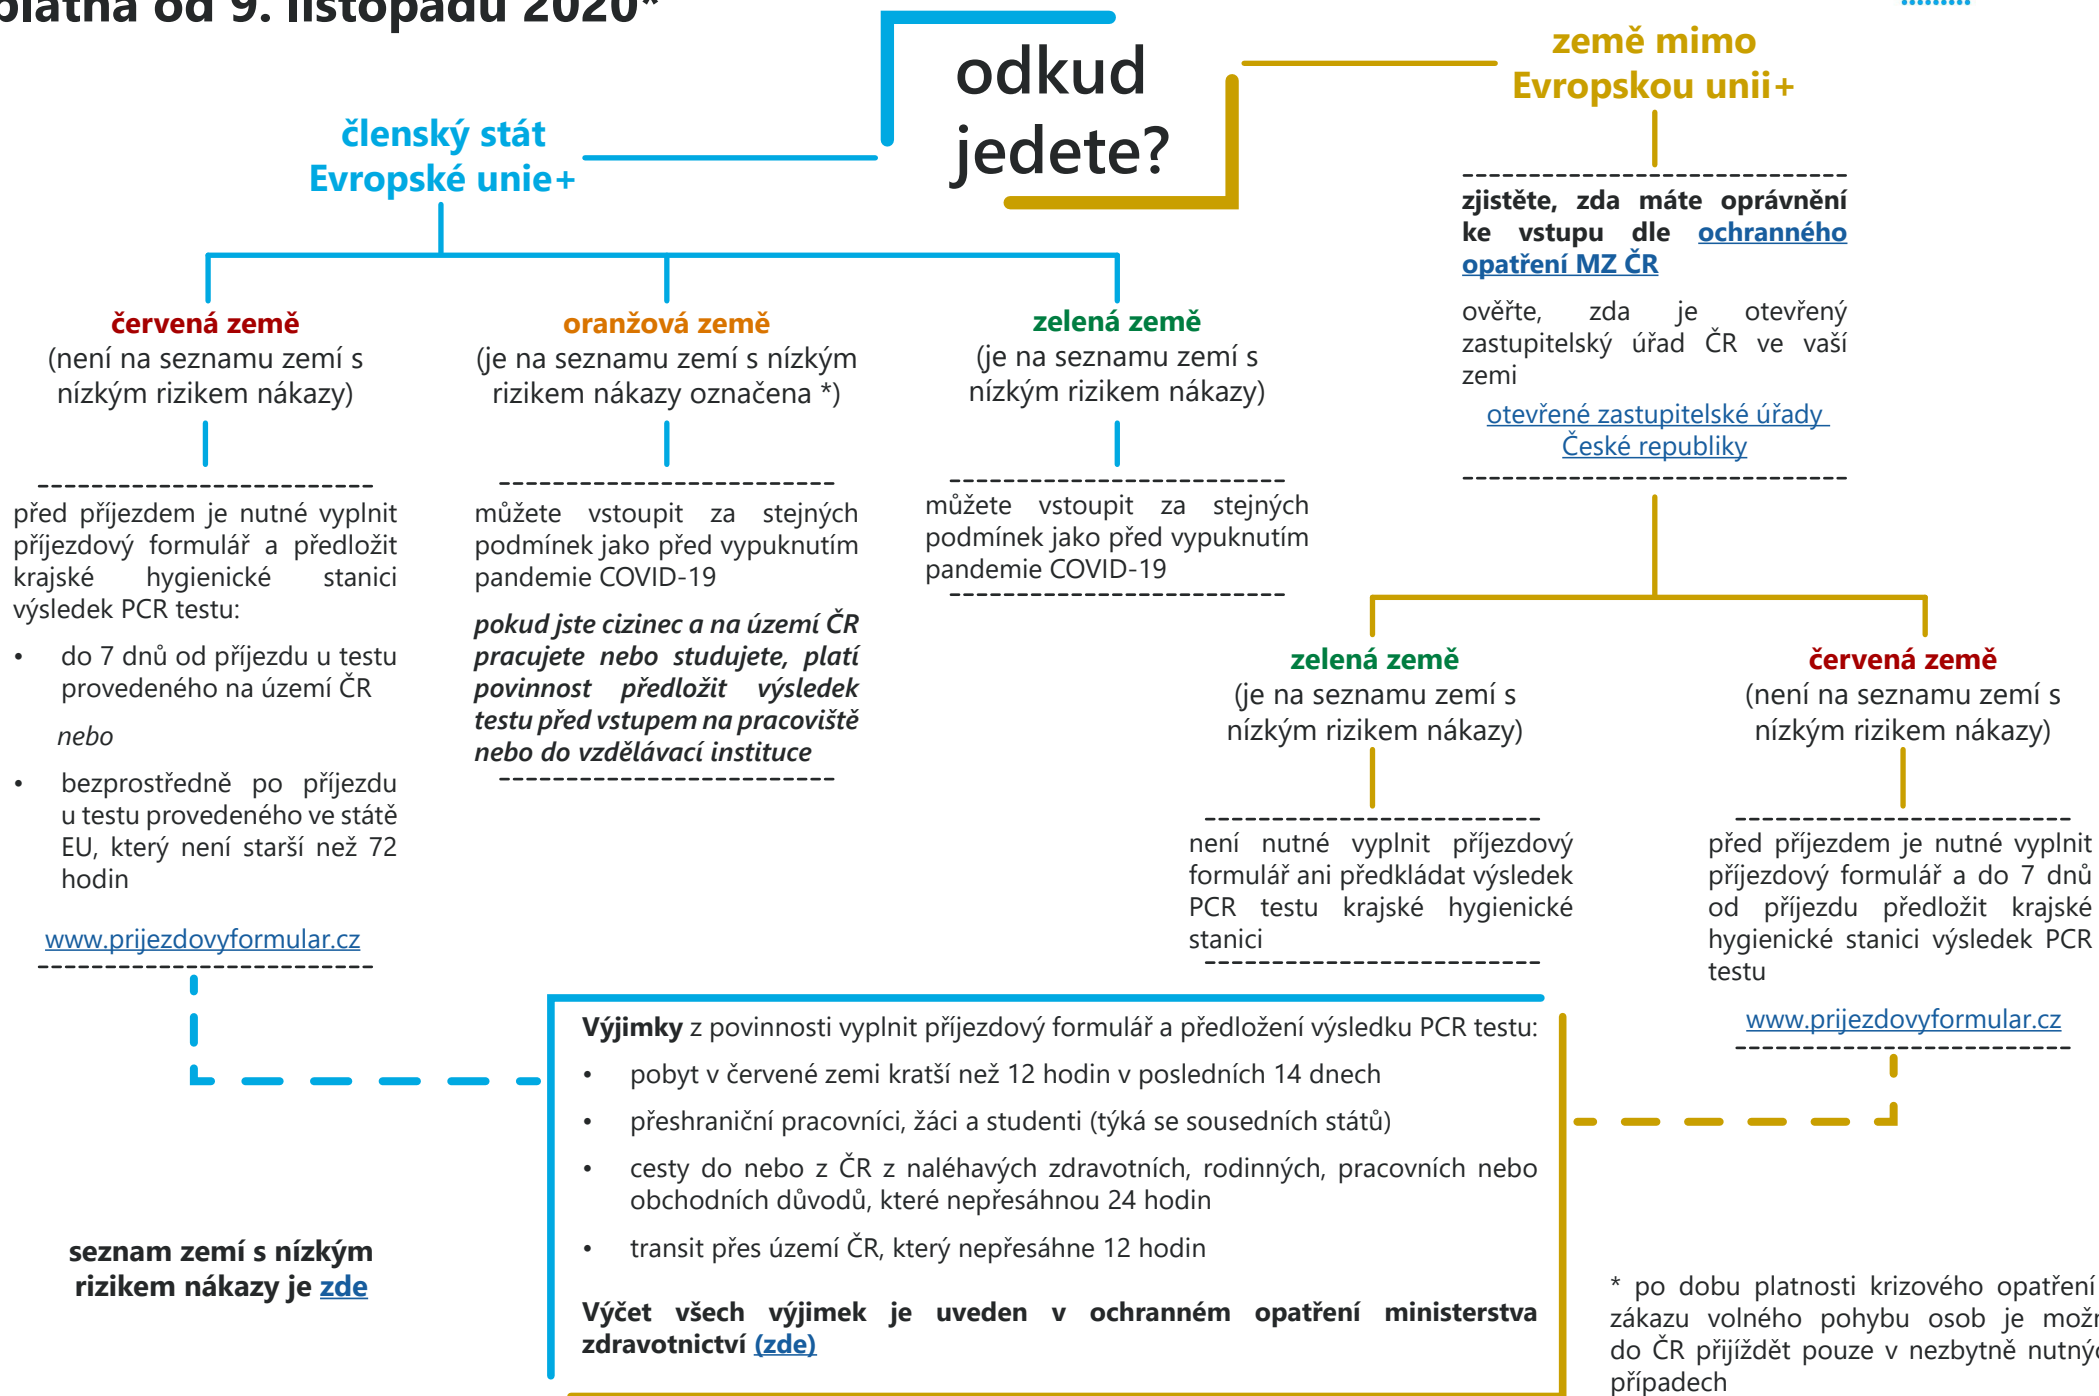 platná od 9. listopadu 2020*
odkud
jedete?
členský stát
Evropské unie+
červená země
(není na seznamu zemí s
nízkým rizikem nákazy)
před příjezdem je nutné vyplnit
příjezdový formulář a předložit
krajské hygienické stanici
výsledek PCR testu:
• do 7 dnů od příjezdu u testu
provedeného na území ČR
nebo
• bezprostředně po příjezdu
u testu provedeného ve státě
EU, který není starší než 72
hodin
www.prijezdovyformular.cz
oranžová země
(je na seznamu zemí s nízkým
rizikem nákazy označena *)
můžete vstoupit za stejných
podmínek jako před vypuknutím
pandemie COVID-19
pokud jste cizinec a na území ČR
pracujete nebo studujete, platí
povinnost předložit výsledek
testu před vstupem na pracoviště
nebo do vzdělávací instituce
zelená země
(je na seznamu zemí s
nízkým rizikem nákazy)
můžete vstoupit za stejných
podmínek jako před vypuknutím
pandemie COVID-19
země mimo
Evropskou unii+
zjistěte, zda máte oprávnění
ke vstupu dle ochranného
opatření MZ ČR
ověřte, zda je otevřený
zastupitelský úřad ČR ve vaší
zemi
otevřené zastupitelské úřady
České republiky
zelená země
(je na seznamu zemí s
nízkým rizikem nákazy)
není nutné vyplnit příjezdový
formulář ani předkládat výsledek
PCR testu krajské hygienické
stanici
červená země
(není na seznamu zemí s
nízkým rizikem nákazy)
před příjezdem je nutné vyplnit
příjezdový formulář a do 7 dnů
od příjezdu předložit krajské
hygienické stanici výsledek PCR
testu
www.prijezdovyformular.cz
Výjimky z povinnosti vyplnit příjezdový formulář a předložení výsledku PCR testu:
• pobyt v červené zemi kratší než 12 hodin v posledních 14 dnech
• přeshraniční pracovníci, žáci a studenti (týká se sousedních států)
• cesty do nebo z ČR z naléhavých zdravotních, rodinných, pracovních nebo
obchodních důvodů, které nepřesáhnou 24 hodin
• transit přes území ČR, který nepřesáhne 12 hodin
Výčet všech výjimek je uveden v ochranném opatření ministerstva
zdravotnictví (zde)
seznam zemí s nízkým
rizikem nákazy je zde
* po dobu platnosti krizového opatření
zákazu volného pohybu osob je
do ČR přijíždět pouze v nezbytně
případech